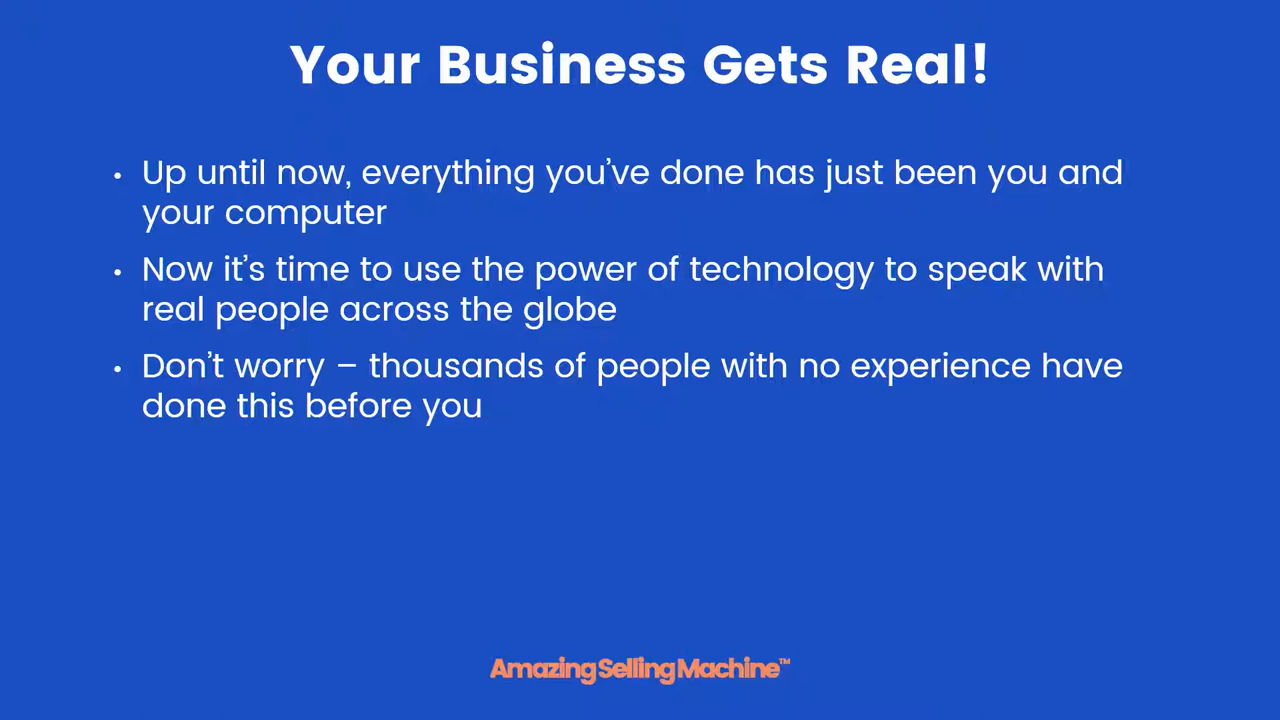 Your Business Gets Real!
• Up until now, everything you’ve done has just been you and
your computer
• Now it’s time to use the power of technology to speak with
real people across the globe
• Don’t worry – thousands of people with no experience have
done this before you
AmazingSellingMachine™